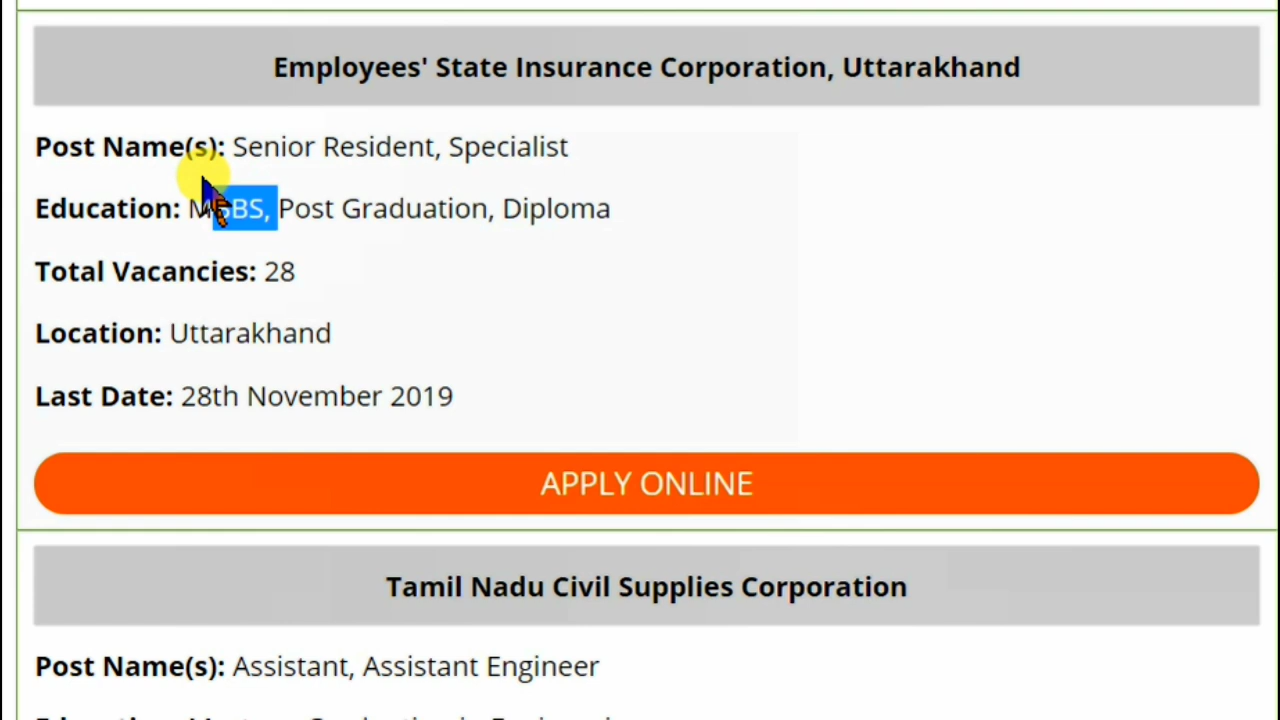 Employees' State Insurance Corporation, Uttarakhand
Post Name(s): Senior Resident, Specialist
Education: MBBS, Post Graduation, Diploma
Total Vacancies: 28
Location: Uttarakhand
Last Date: 28th November 2019
APPLY ONLINE
Tamil Nadu Civil Supplies Corporation
Post Name(s): Assistant, Assistant Engineer